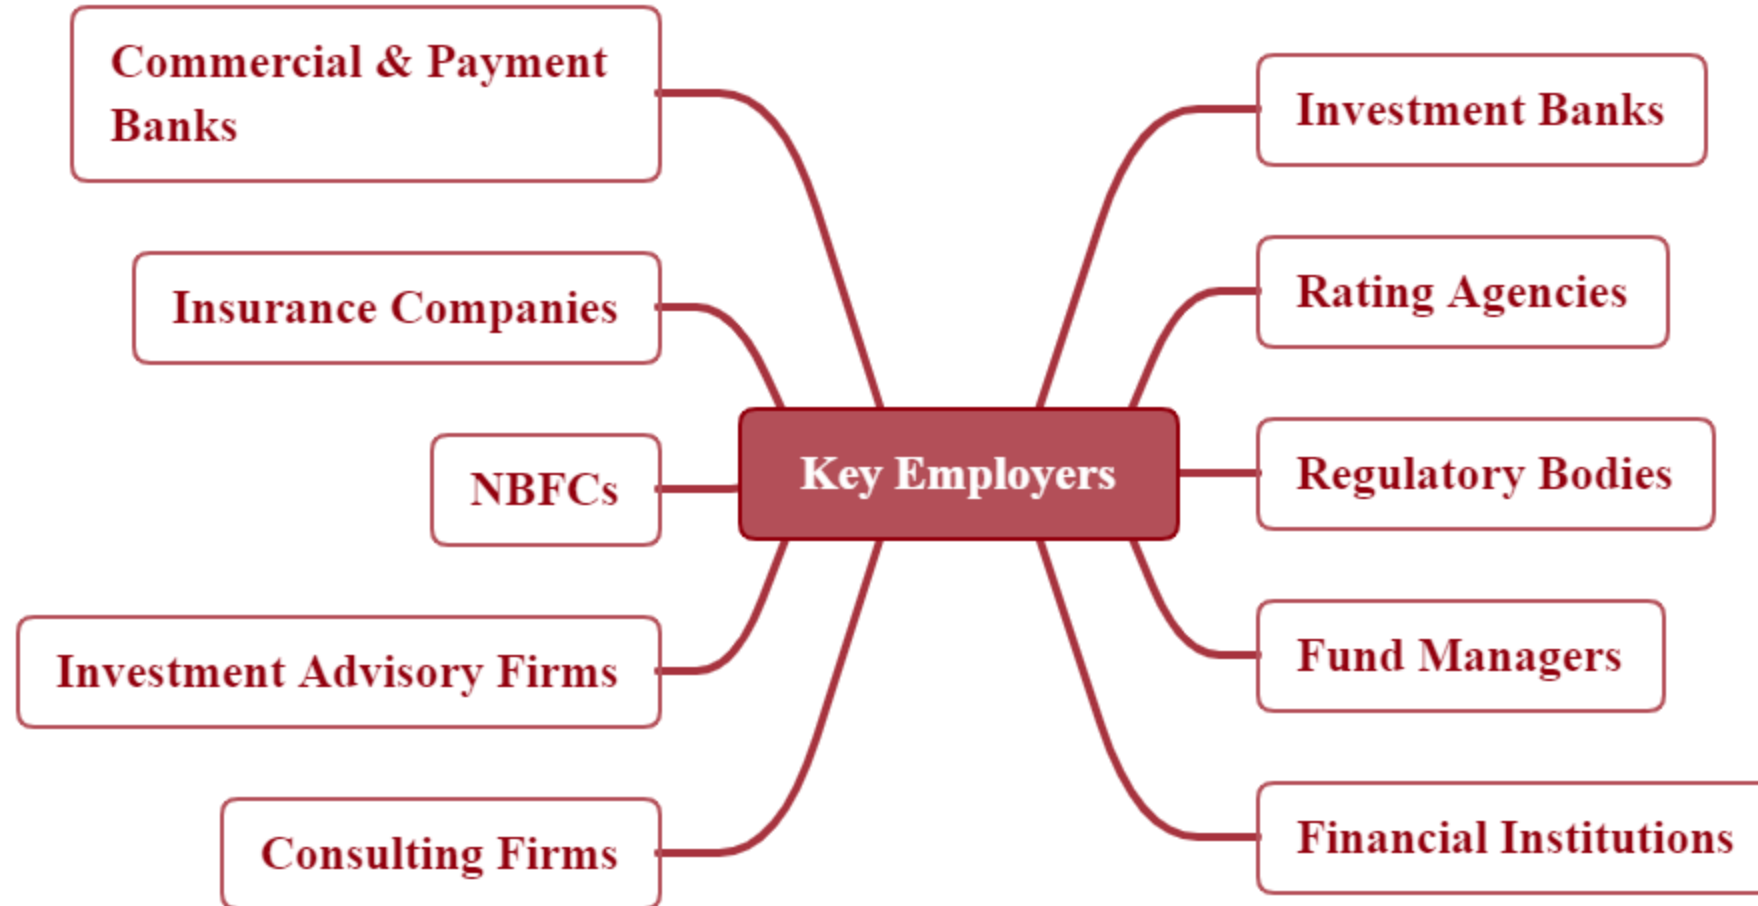 Commercial & Payment
Banks
Insurance Companies
NBFCs
Investment Advisory Firms
Consulting Firms
Key Employers
Investment Banks
Rating Agencies
Regulatory Bodies
Fund Managers
Financial Institutions